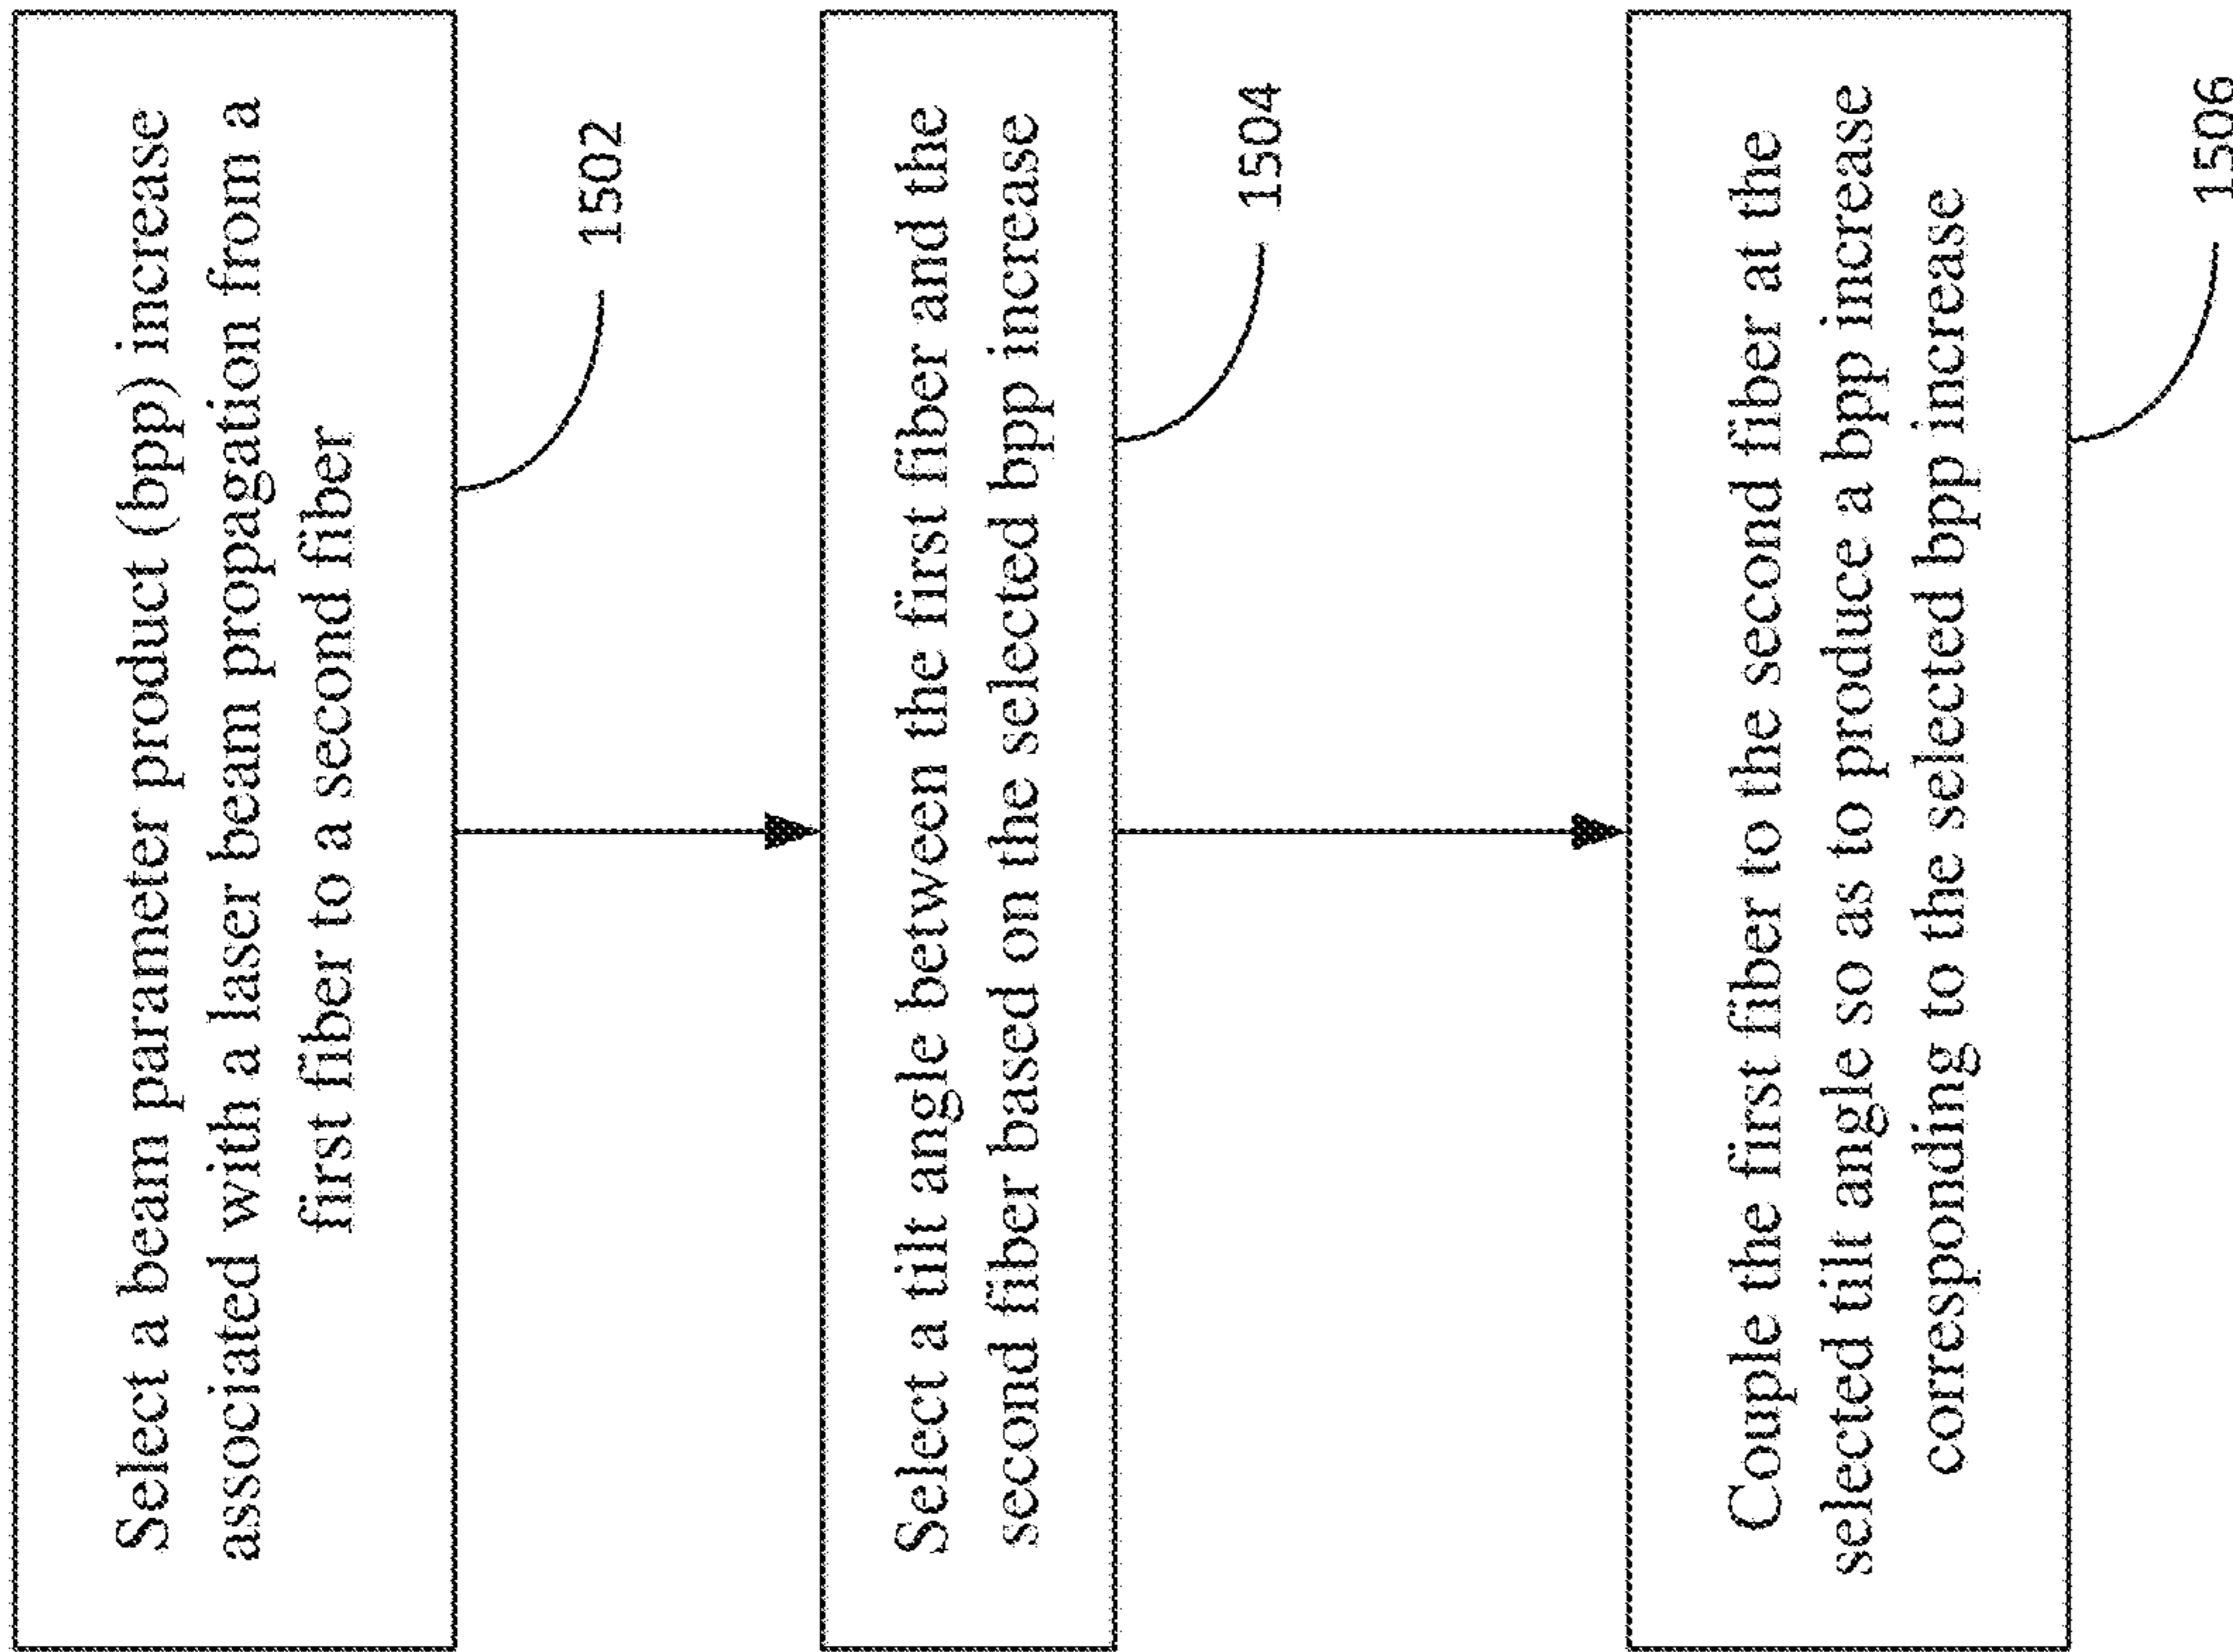 Select a beam parameter product (bpp) increase
associated with a laser beam propagation from a
first fiber to a second fiber
1502
Select a tilt angle between the first fiber and the
second fiber based on the selected bpp increase
1504
Couple the first fiber to the second fiber at the
selected tilt angle so as to produce a bpp increase
corresponding to the selected bpp increase
1506